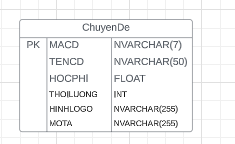 ChuyenDe
PK MACD NVARCHAR(7)
TENCD NVARCHAR(50)
HOCPHI FLOAT
THOILUONG INT
HINHLOGO NVARCHAR(255)
MOTA NVARCHAR(255)